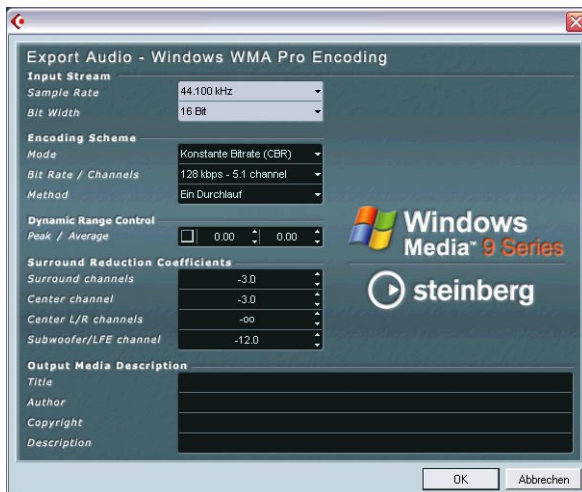 Export Audio - Windows WMA Pro Encoding
Input Stream
Sample Rate 44.100 kHz
Bit Width 16 Bit
Encoding Scheme
Mode Konstante Bitrate (CBR)
Bit Rate / Channels 128 kbps - 5.1 channel
Method Ein Durchlauf
Dynamic Range Control
Peak / Average 0.00 0.00
Surround Reduction Coefficients
Surround channels -3.0
Center channel -3.0
Center L/R channels -oo
Subwoofer/LFE channel -12.0
Windows
Media™ 9 Series
steinberg
Output Media Description
Title
Author
Copyright
Description
OK Abbrechen